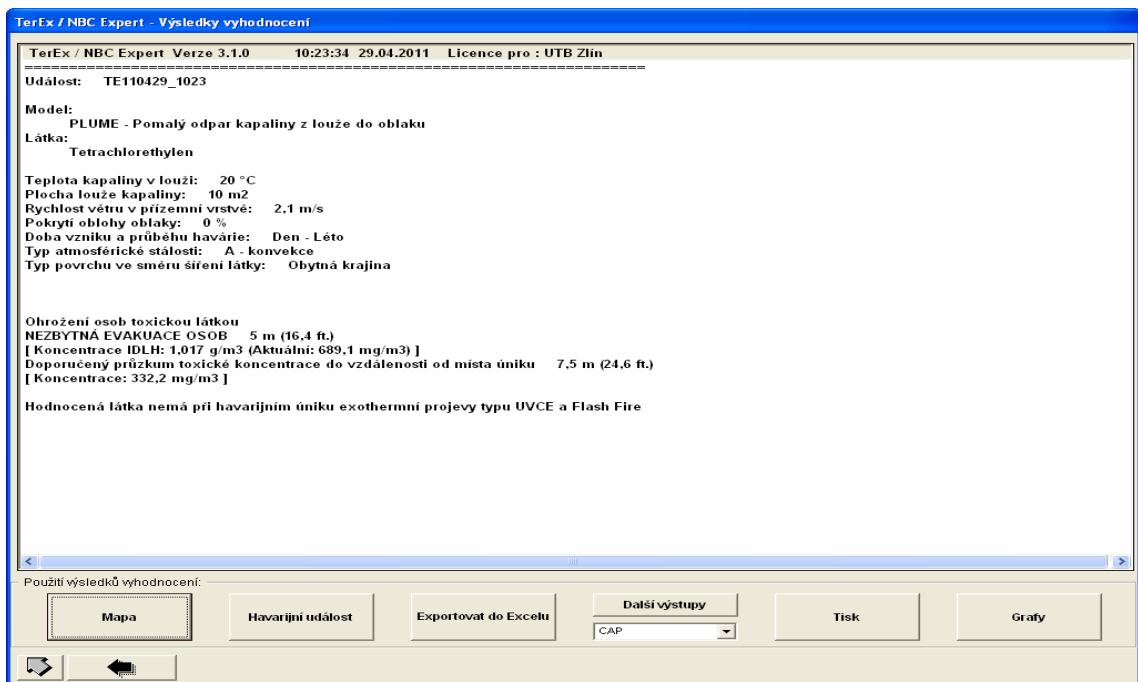 TerEx / NBC Expert - Výsledky vyhodnocení
TerEx / NBC Expert Verze 3.1.0 10:23:34 29.04.2011 Licence pro : UTB Zlín
======================================================================
Událost: TE110429_1023
Model:
PLUME - Pomalý odpar kapaliny z louže do oblaku
Látka:
Tetrachlorethylen
Teplota kapaliny v louži: 20 °C
Plocha louže kapaliny: 10 m2
Rychlost větru v přízemní vrstvě: 2,1 m/s
Pokrytí oblohy oblaky: 0 %
Doba vzniku a průběhu havárie: Den - Léto
Typ atmosférické stálosti: A - konvekce
Typ povrchu ve směru šíření látky: Obytná krajina
Ohrožení osob toxickou látkou
NEZBYTNÁ EVAKUACE OSOB 5 m (16,4 ft.)
[ Koncentrace IDLH: 1,017 g/m3 (Aktuální: 689,1 mg/m3) ]
Doporučený průzkum toxické koncentrace do vzdálenosti od místa úniku 7,5 m (24,6 ft.)
[ Koncentrace: 332,2 mg/m3 ]
Hodnocená látka nemá při havarijním úniku exothermní projevy typu UVCE a Flash Fire
Použití výsledků vyhodnocení:
Mapa
Havarijní událost
Exportovat do Excelu
Další výstupy
CAP
Tisk
Grafy